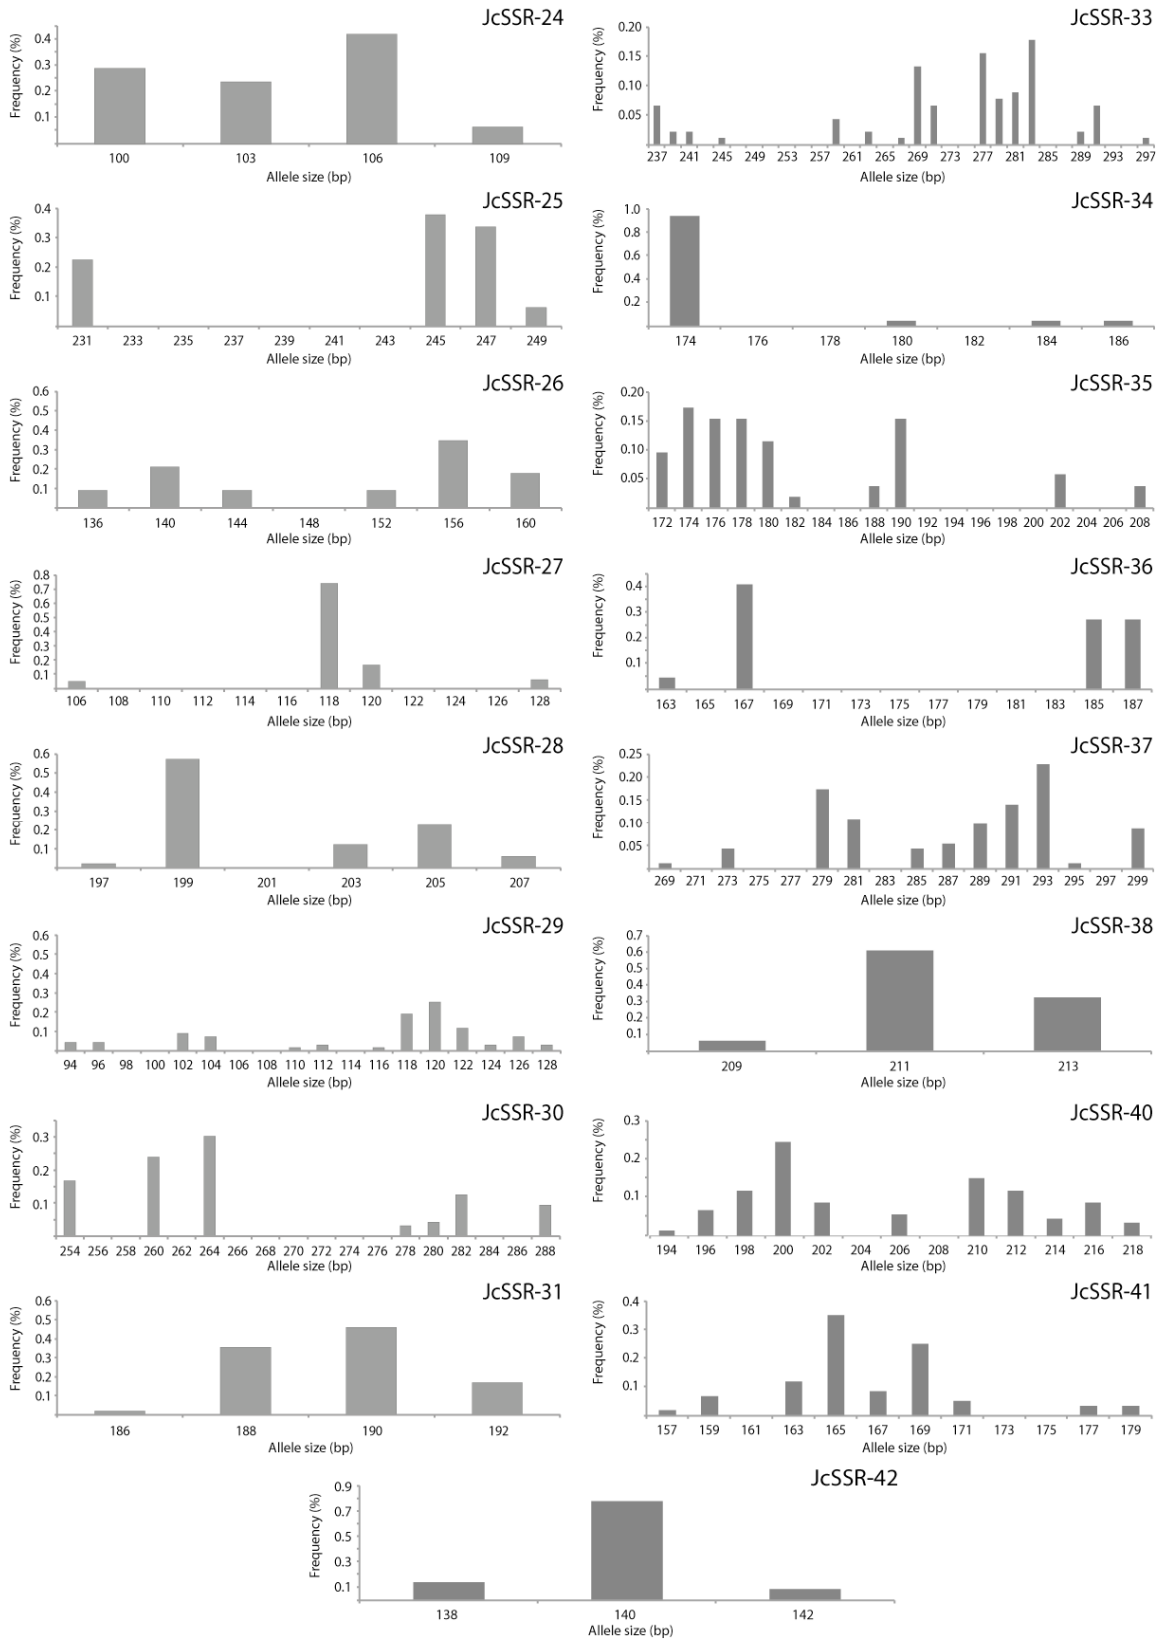 JcSSR-24
Frequency (%)
0.4
0.3
0.2
0.1
100 103 106 109
Allele size (bp)
JcSSR-33
Frequency (%)
0.20
0.15
0.10
0.05
237 241 245 249 253 257 261 265 269 273 277 281 285 289 293 297
Allele size (bp)
JcSSR-25
Frequency (%)
0.4
0.3
0.2
0.1
231 233 235 237 239 241 243 245 247 249
Allele size (bp)
JcSSR-34
Frequency (%)
1.0
0.8
0.6
0.4
0.2
174 176 178 180 182 184 186
Allele size (bp)
JcSSR-26
Frequency (%)
0.6
0.5
0.4
0.3
0.2
0.1
136 140 144 148 152 156 160
Allele size (bp)
JcSSR-35
Frequency (%)
0.20
0.15
0.10
0.05
172 174 176 178 180 182 184 186 188 190 192 194 196 198 200 202 204 206 208
Allele size (bp)
JcSSR-27
Frequency (%)
0.8
0.7
0.6
0.5
0.4
0.3
0.2
0.1
106 108 110 112 114 116 118 120 122 124 126 128
Allele size (bp)
JcSSR-36
Frequency (%)
0.4
0.3
0.2
0.1
163 165 167 169 171 173 175 177 179 181 183 185 187
Allele size (bp)
JcSSR-28
Frequency (%)
0.6
0.5
0.4
0.3
0.2
0.1
197 199 201 203 205 207
Allele size (bp)
JcSSR-37
Frequency (%)
0.25
0.20
0.15
0.10
0.05
269 271 273 275 277 279 281 283 285 287 289 291 293 295 297 299
Allele size (bp)
JcSSR-29
Frequency (%)
0.6
0.5
0.4
0.3
0.2
0.1
94 96 98 100 102 104 106 108 110 112 114 116 118 120 122 124 126 128
Allele size (bp)
JcSSR-38
Frequency (%)
0.7
0.6
0.5
0.4
0.3
0.2
0.1
209 211 213
Allele size (bp)
JcSSR-30
Frequency (%)
0.3
0.2
0.1
254 256 258 260 262 264 266 268 270 272 274 276 278 280 282 284 286 288
Allele size (bp)
JcSSR-40
Frequency (%)
0.3
0.2
0.1
194 196 198 200 202 204 206 208 210 212 214 216 218
Allele size (bp)
JcSSR-31
Frequency (%)
0.6
0.5
0.4
0.3
0.2
0.1
186 188 190 192
Allele size (bp)
JcSSR-41
Frequency (%)
0.4
0.3
0.2
0.1
157 159 161 163 165 167 169 171 173 175 177 179
Allele size (bp)
JcSSR-42
Frequency (%)
0.9
0.7
0.5
0.3
0.1
138 140 142
Allele size (bp)